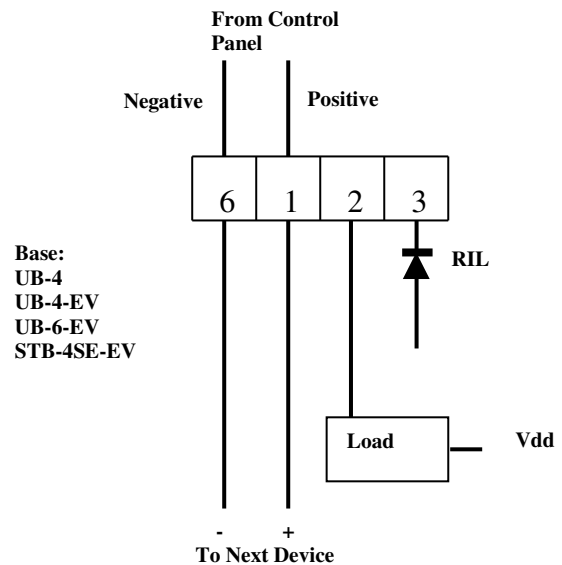 From Control
Panel
Negative
Positive
6 1 2 3
RIL
Base:
UB-4
UB-4-EV
UB-6-EV
STB-4SE-EV
Load
Vdd
- +
To Next Device